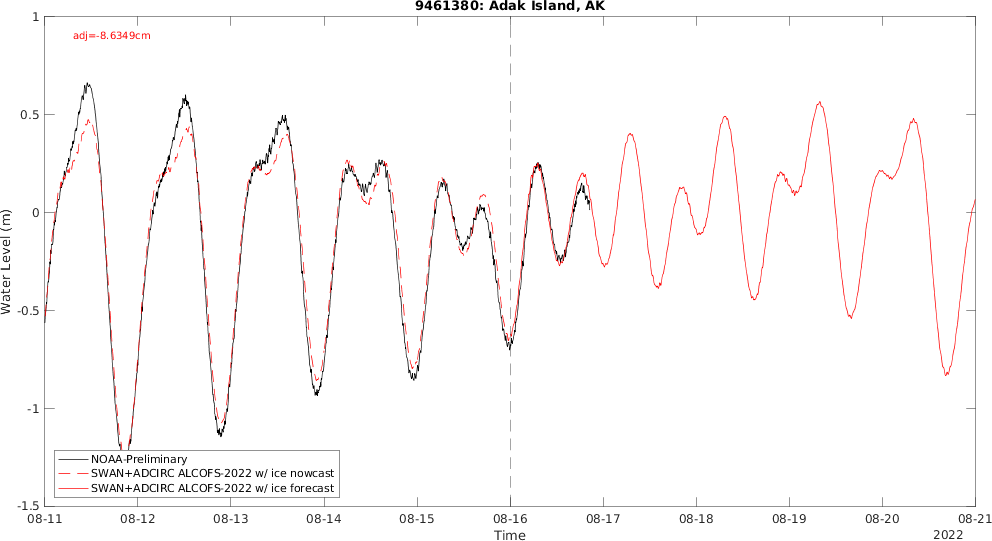 9461380: Adak Island, AK
adj=-8.6349cm
Water Level (m)
1
0.5
0
-0.5
-1
-1.5
NOAA-Preliminary
SWAN+ADCIRC ALCOFS-2022 w/ ice nowcast
SWAN+ADCIRC ALCOFS-2022 w/ ice forecast
08-11 08-12 08-13 08-14 08-15 08-16 08-17 08-18 08-19 08-20 08-21
Time
2022